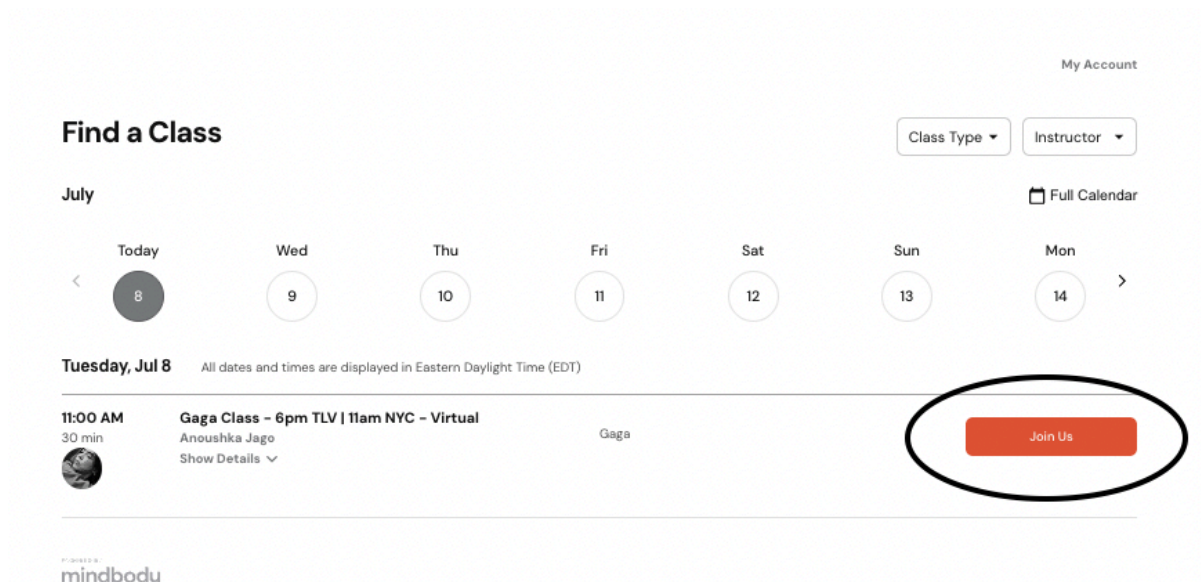 My Account
Find a Class
Class Type
Instructor
July
Full Calendar
Today Wed Thu Fri Sat Sun Mon
8 9 10 11 12 13 14
Tuesday, Jul 8 All dates and times are displayed in Eastern Daylight Time (EDT)
11:00 AM Gaga Class - 6pm TLV | 11am NYC - Virtual
30 min Anoushka Jago Gaga Join Us
Show Details
mindbody